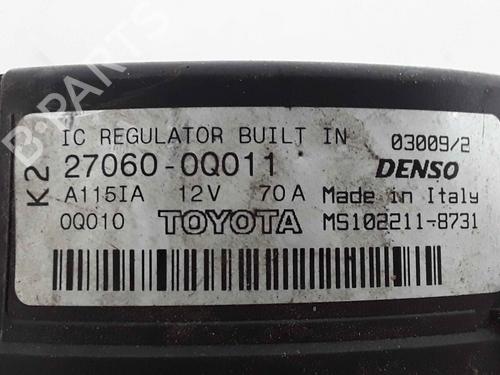 IC REGULATOR BUILT IN 03009/2
K2 27060-0Q011 DENSO
A115IA 12V 70A Made in Italy
0Q010 TOYOTA MS102211-8731
B-PARTS